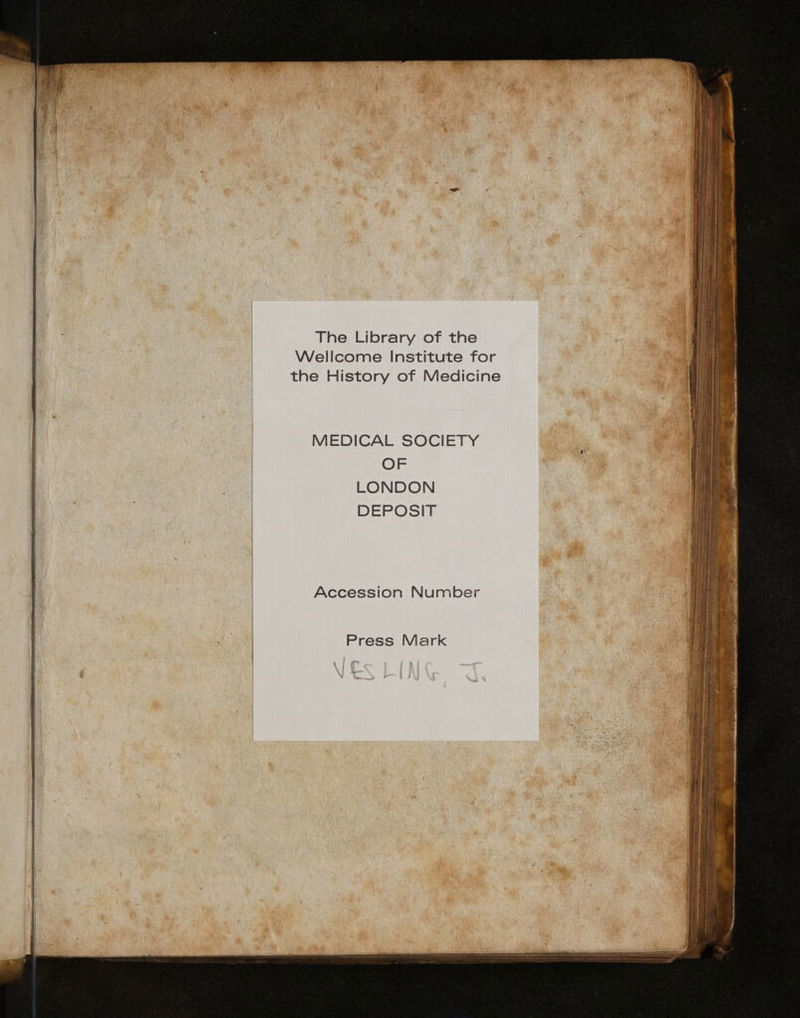 The Library of the
Wellcome Institute for
the History of Medicine
MEDICAL SOCIETY
OF
LONDON
DEPOSIT
Accession Number
Press Mark
VESLING, J.